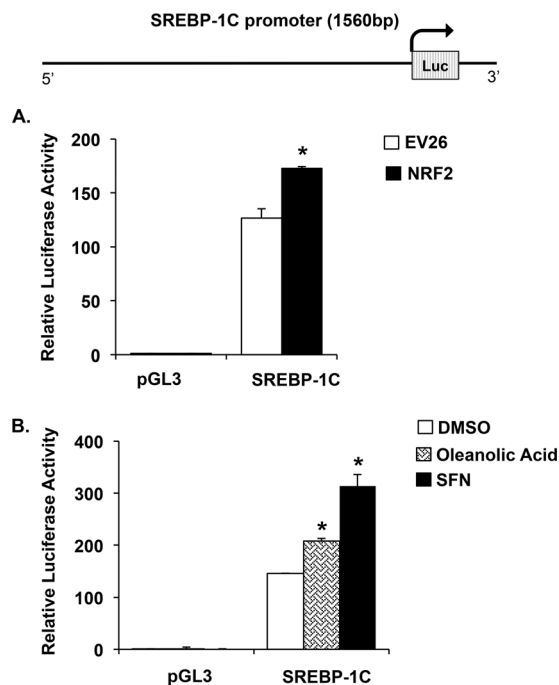 SREBP-1C promoter (1560bp)
Luc
5'
3'
A.
Relative Luciferase Activity
200
150
100
50
0
*
EV26
NRF2
pGL3
SREBP-1C
B.
Relative Luciferase Activity
400
300
200
100
0
*
*
DMSO
Oleanolic Acid
SFN
pGL3
SREBP-1C